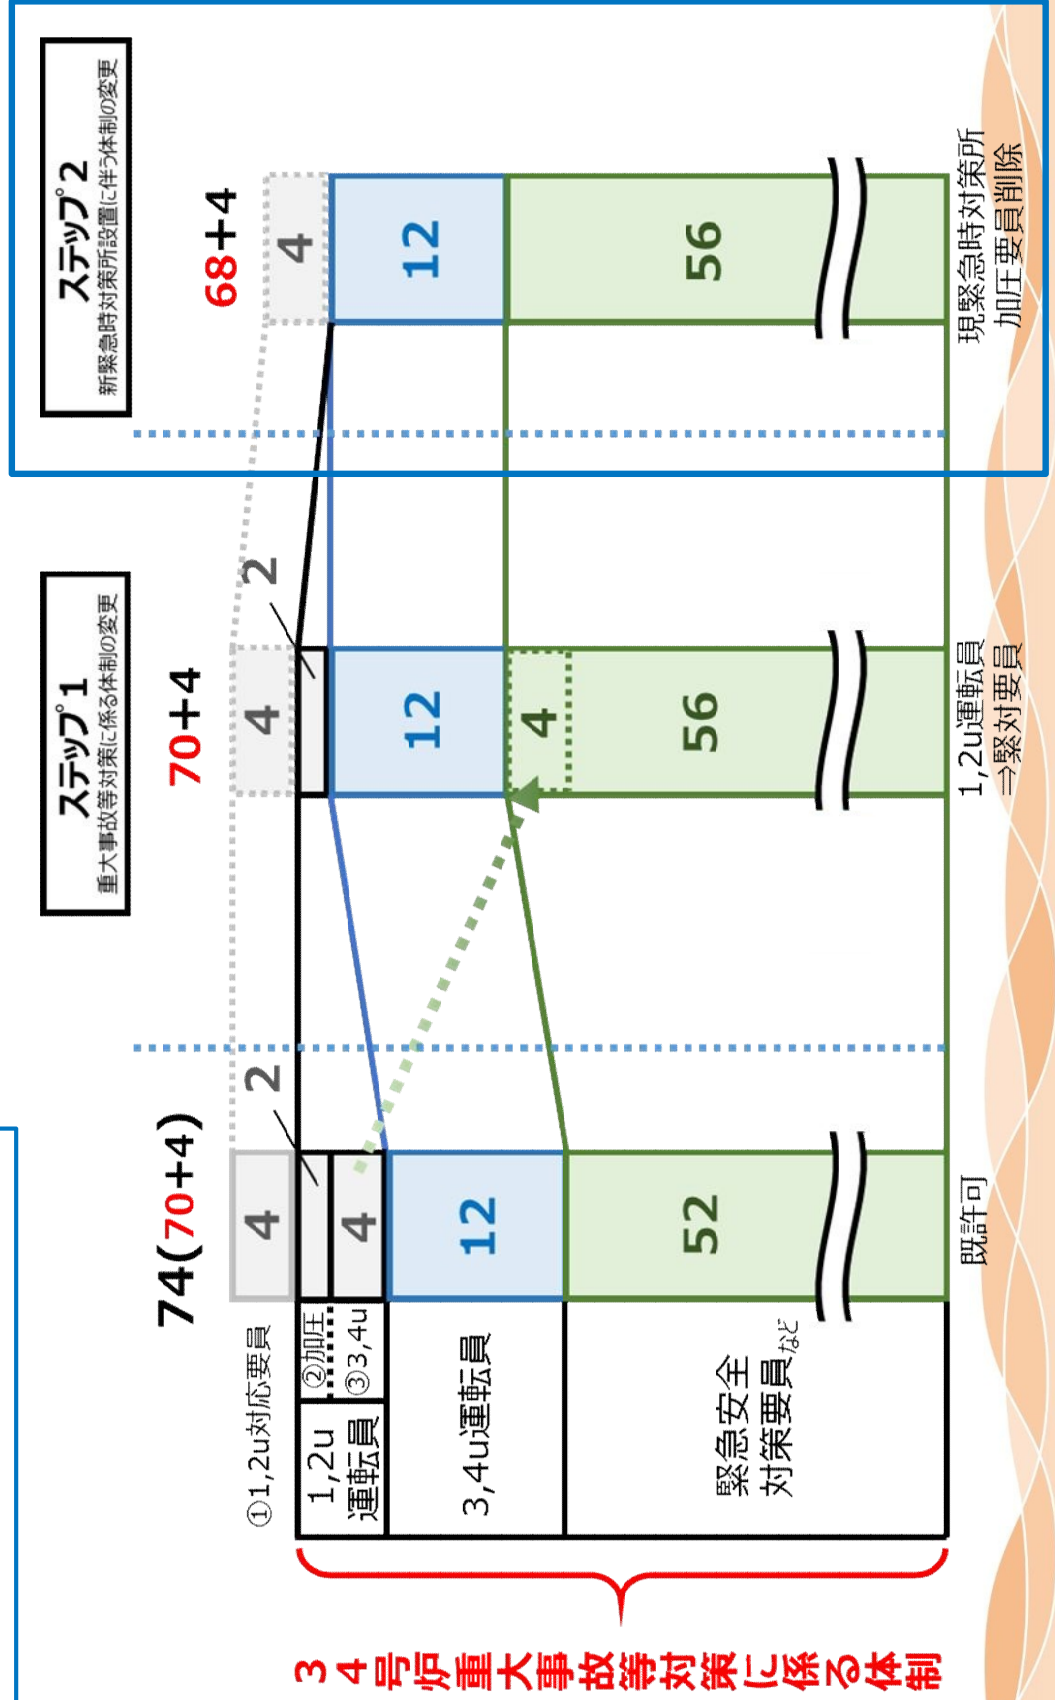 3 4号炉重大事故等対策に係る体制
74(70+4)
70+4
68+4
ステップ1
重大事故等対策に係る体制の変更
ステップ2
新緊急時対策所設置に伴う体制の変更
①1,2u対応要員
1,2u
運転員
②加圧
③3,4u
3,4u運転員
緊急安全
対策要員など
4
2
4
12
52
既許可
4
2
12
4
56
1,2u運転員
⇒緊対要員
4
12
56
現緊急時対策所
加圧要員削除